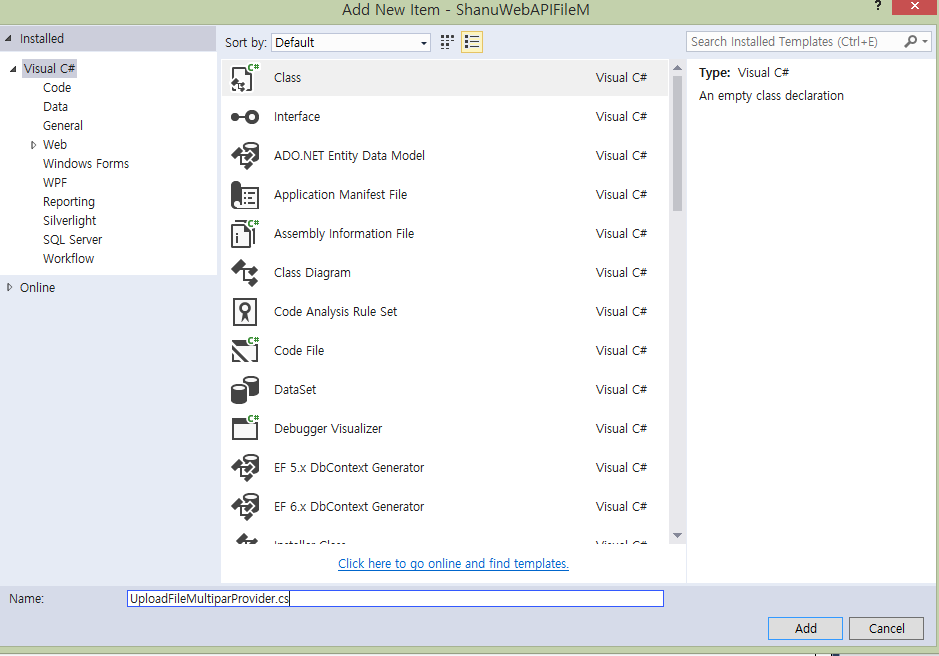 Add New Item - ShanuWebAPIFileM
?
Installed
Sort by: Default
Search Installed Templates (Ctrl+E)
Visual C#
Code
Data
General
Web
Windows Forms
WPF
Reporting
Silverlight
SQL Server
Workflow
Online
C# Class Visual C#
Interface Visual C#
ADO.NET Entity Data Model Visual C#
Application Manifest File Visual C#
C# Assembly Information File Visual C#
Class Diagram Visual C#
Code Analysis Rule Set Visual C#
C# Code File Visual C#
DataSet Visual C#
C# Debugger Visualizer Visual C#
EF 5.x DbContext Generator Visual C#
EF 6.x DbContext Generator Visual C#
Installer Class Visual C#
Click here to go online and find templates.
Type: Visual C#
An empty class declaration
Name: UploadFileMultiparProvider.cs
Add Cancel